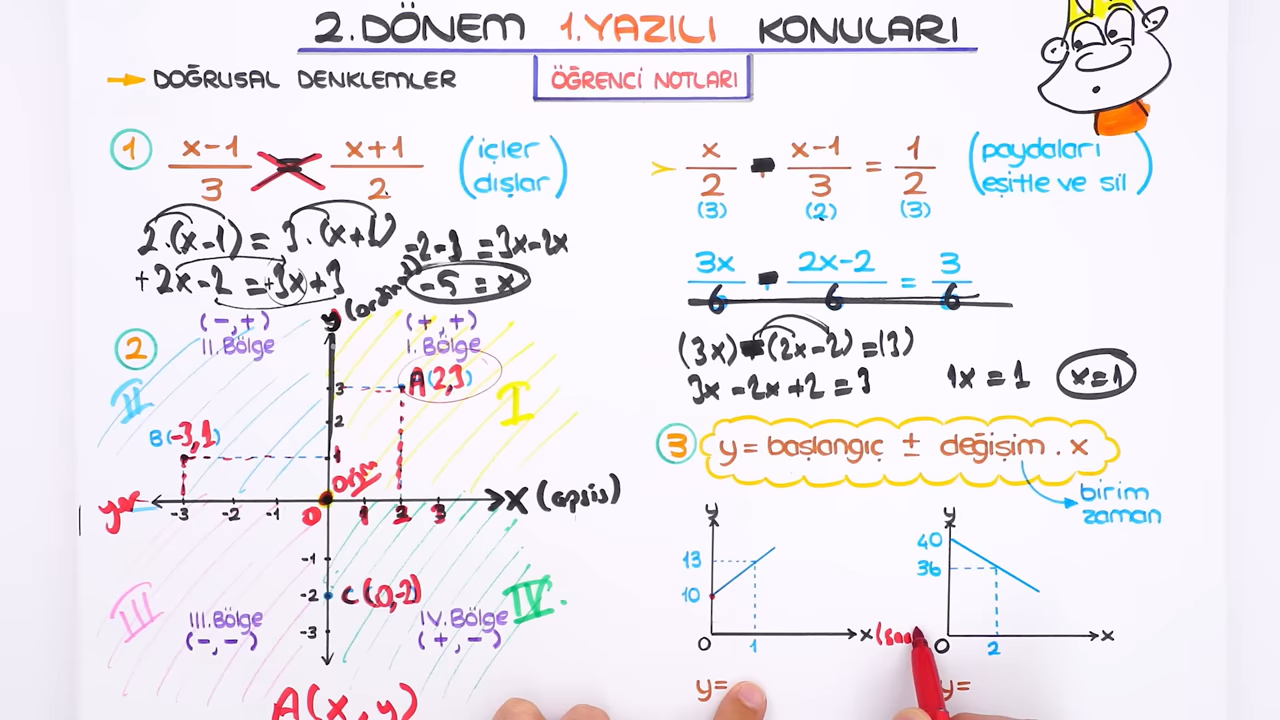 2.DÖNEM 1.YAZILI KONULARI
DOĞRUSAL DENKLEMLER
ÖĞRENCİ NOTLARI
1
x-1 / 3
x+1 / 2
(içler dışlar)
2.(x-1) = 3.(x+1)
+2x-2 = +3x+3
-2-3 = 3x-2x
-5 = x
x/2 - x-1/3 = 1/2
(3) (2) (3)
(paydaları eşitle ve sil)
3x/6 - 2x-2/6 = 3/6
(3x) - (2x-2) = (3)
3x - 2x + 2 = 3
1x = 1
x=1
2
y (ordinat)
(-,+)
II.Bölge
(+,+)
I.Bölge
II
I
A(2,3)
3
2
1
B(-3,1)
Orjin
x (apsis)
-3 -2 -1 0 1 2 3
-1
-2
-3
C(0,-2)
III
III.Bölge
(-,-)
IV.Bölge
(+,-)
IV.
A(x,y)
3
y = başlangıç ± değişim . x
birim zaman
y
13
10
0
1
x
y=
y
40
36
0
2
x
y=